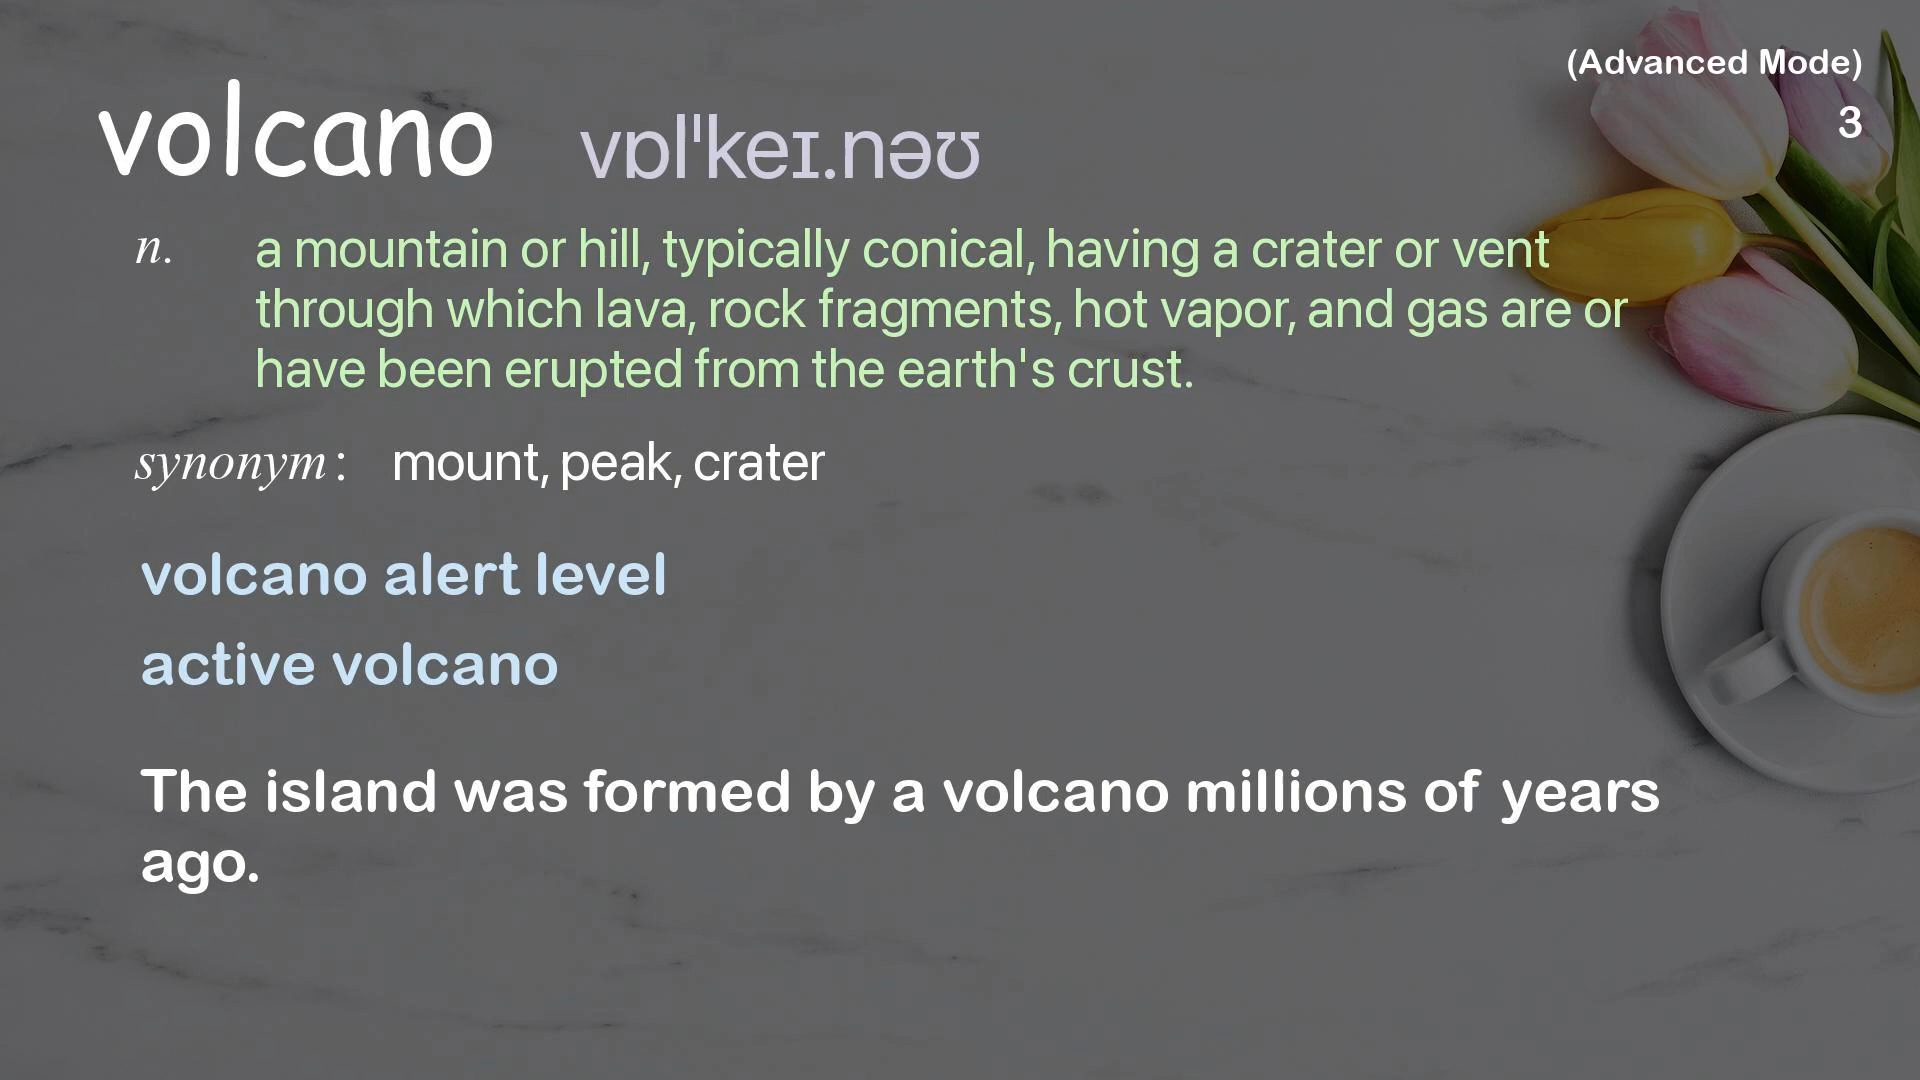 (Advanced Mode)
3
volcano vɒlˈkeɪ.nəʊ
n. a mountain or hill, typically conical, having a crater or vent
through which lava, rock fragments, hot vapor, and gas are or
have been erupted from the earth's crust.
synonym: mount, peak, crater
volcano alert level
active volcano
The island was formed by a volcano millions of years
ago.